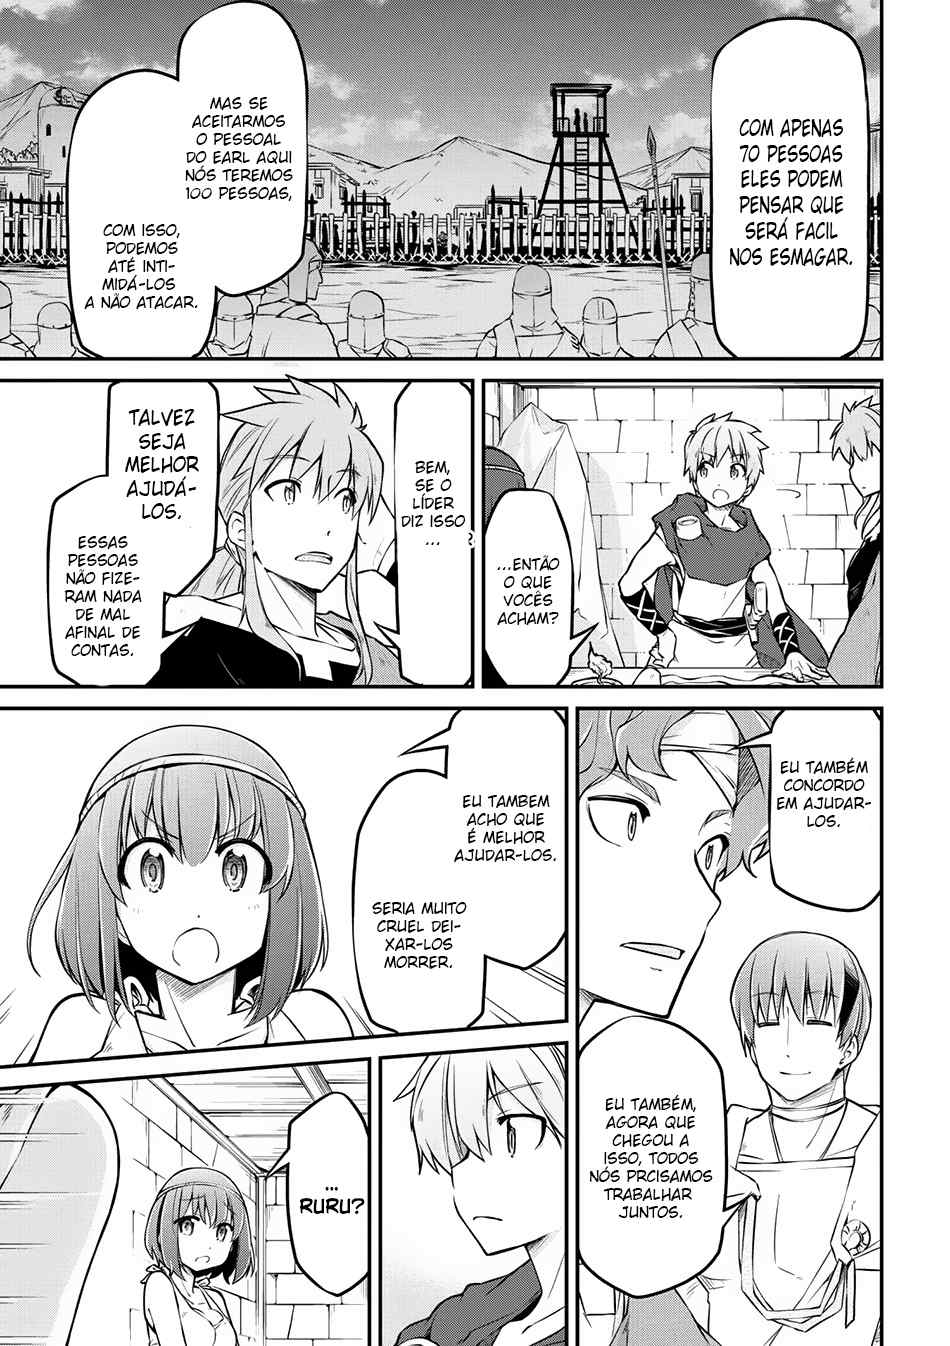 COM APENAS
70 PESSOAS
ELES PODEM
PENSAR QUE
SERÁ FACIL
NOS ESMAGAR.
MAS SE
ACEITARMOS
O PESSOAL
DO EARL AQUI
NÓS TEREMOS
100 PESSOAS,
COM ISSO,
PODEMOS
ATÉ INTI-
MIDÁ-LOS
A NÃO ATACAR.
...ENTÃO
O QUE
VOCÊS
ACHAM?
BEM,
SE O
LÍDER
DIZ ISSO
...
TALVEZ
SEJA
MELHOR
AJUDÁ-
LOS.
ESSAS
PESSOAS
NÃO FIZE-
RAM NADA
DE MAL
AFINAL DE
CONTAS.
EU TAMBÉM
CONCORDO
EM AJUDAR-
LOS.
EU TAMBÉM,
AGORA QUE
CHEGOU A
ISSO, TODOS
NÓS PRCISAMOS
TRABALHAR
JUNTOS.
EU TAMBEM
ACHO QUE
É MELHOR
AJUDAR-LOS.
SERIA MUITO
CRUEL DEI-
XAR-LOS
MORRER.
...
RURU?